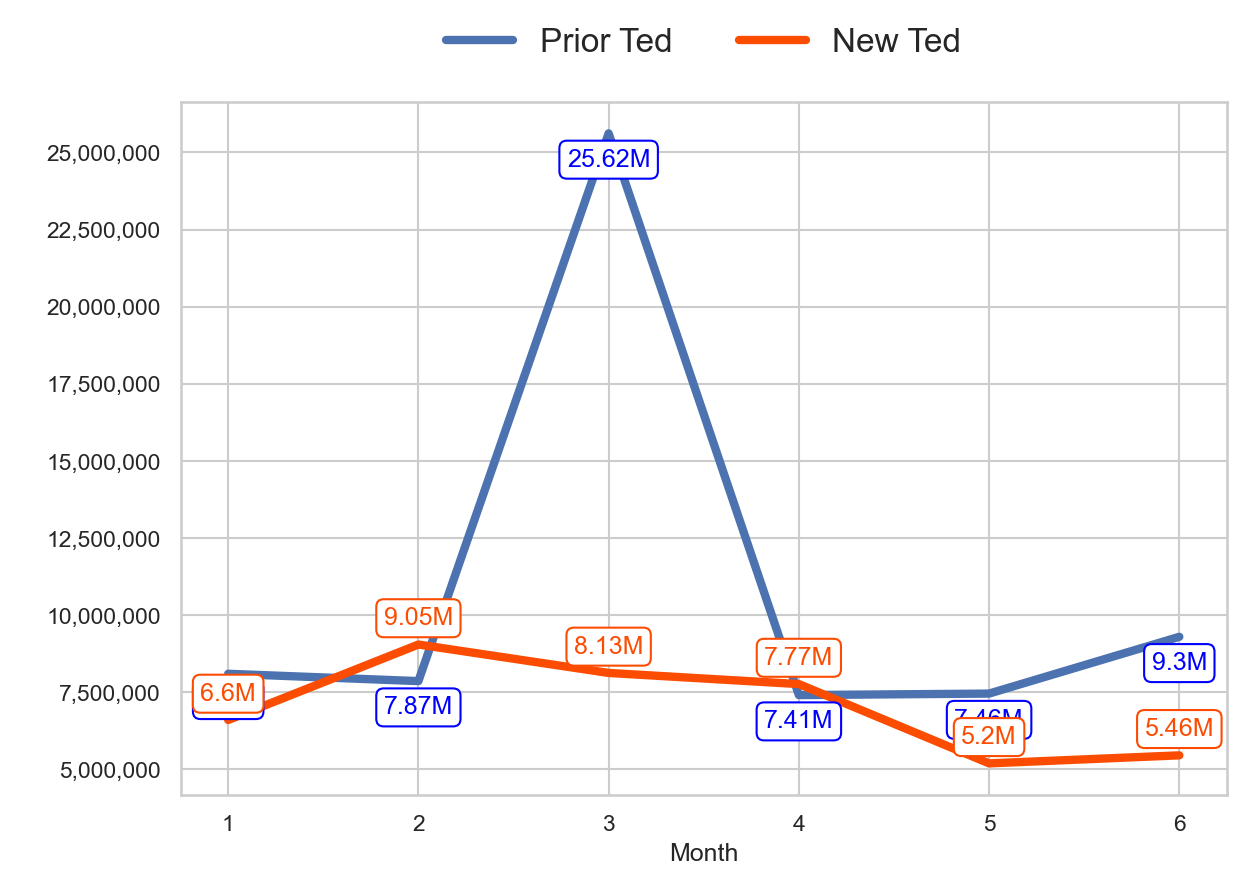 Prior Ted New Ted
25,000,000
22,500,000
20,000,000
17,500,000
15,000,000
12,500,000
10,000,000
7,500,000
5,000,000
25.62M
9.05M
8.13M
7.77M
6.6M
7.87M
7.41M
7.46M
5.2M
9.3M
5.46M
1 2 3 4 5 6
Month